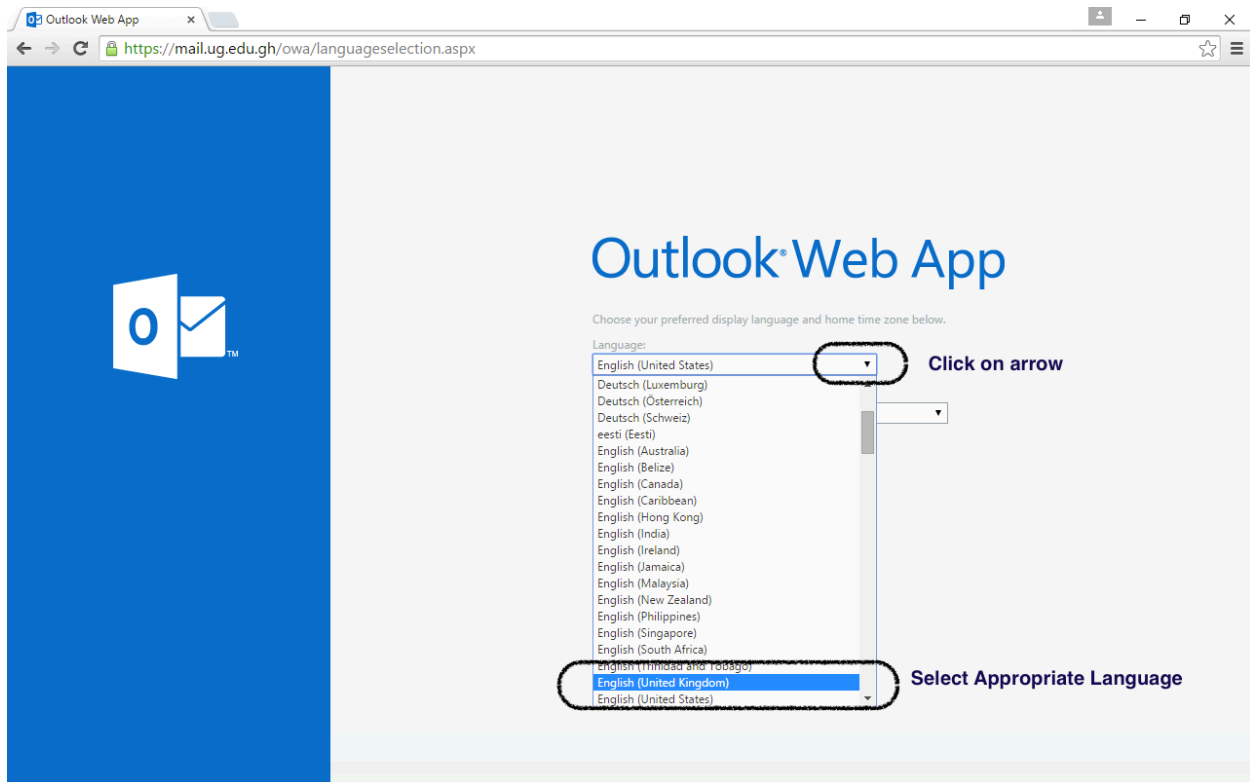 Outlook Web App
https://mail.ug.edu.gh/owa/languageselection.aspx
Outlook® Web App
O
TM
Choose your preferred display language and home time zone below.
Language:
English (United States)
Click on arrow
Deutsch (Luxemburg)
Deutsch (Österreich)
Deutsch (Schweiz)
eesti (Eesti)
English (Australia)
English (Belize)
English (Canada)
English (Caribbean)
English (Hong Kong)
English (India)
English (Ireland)
English (Jamaica)
English (Malaysia)
English (New Zealand)
English (Philippines)
English (Singapore)
English (South Africa)
English (Trinidad and Tobago)
English (United Kingdom)
Select Appropriate Language
English (United States)